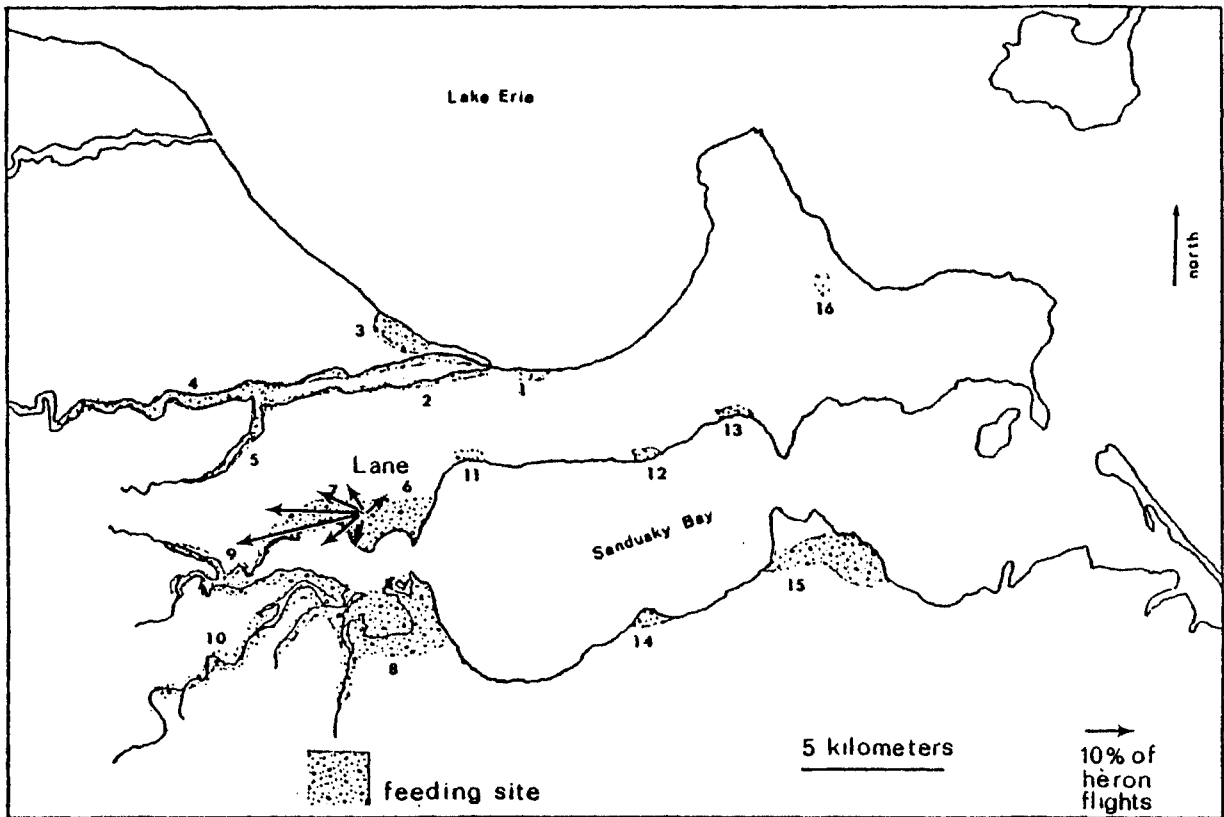 Lake Erie
north
16
3
4
1
2
13
5
11
12
Lane
7
6
Sandusky Bay
9
15
10
14
8
5 kilometers
10% of
heron
flights
feeding site